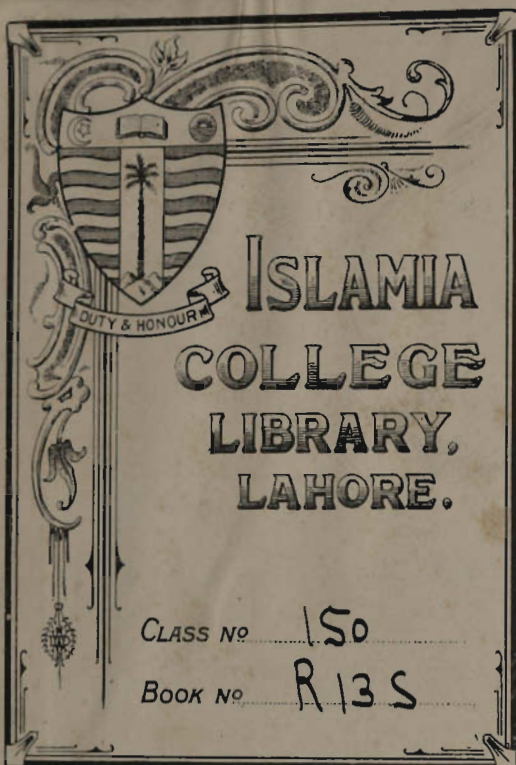 DUTY & HONOUR
ISLAMIA
COLLEGE
LIBRARY,
LAHORE.
CLASS Nº 150
BOOK Nº R13S